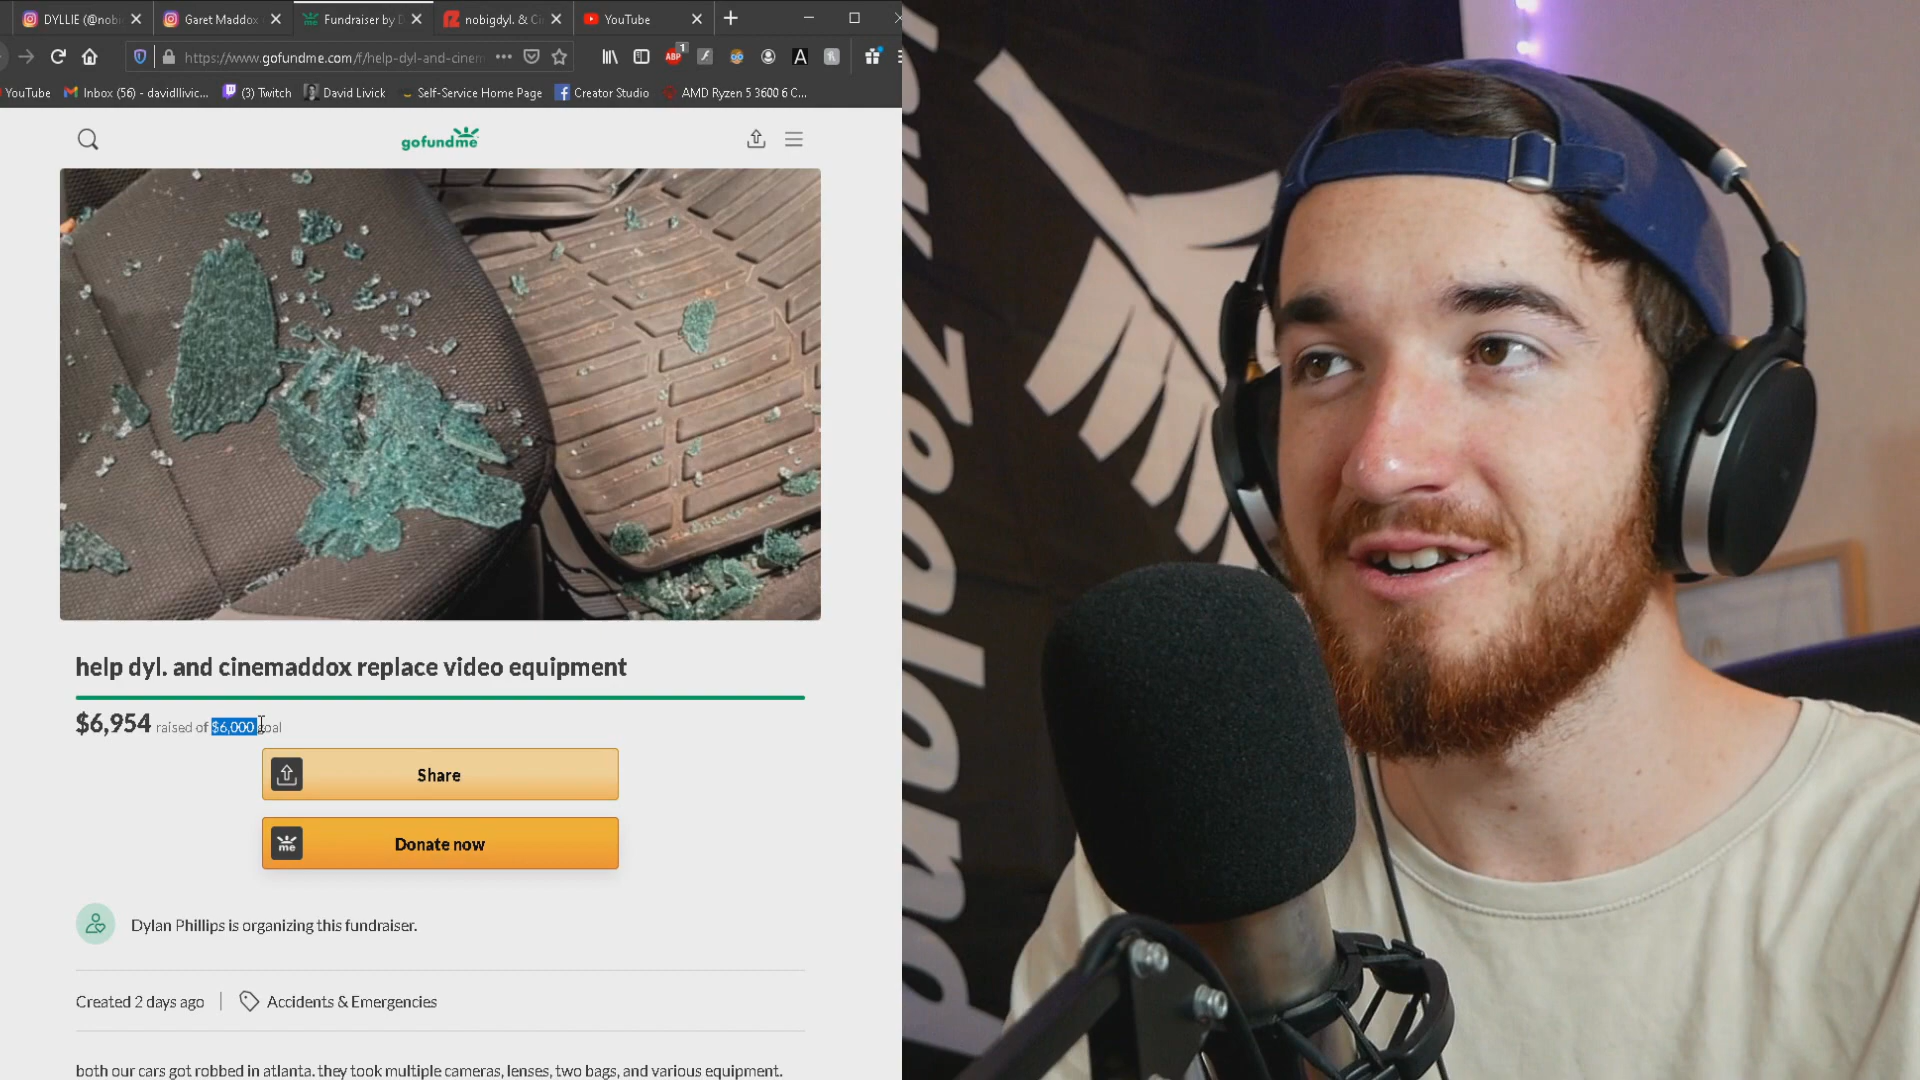 DYLLIE (@nobi
Garet Maddox
Fundraiser by D
nobigdyl. & Ci
YouTube
https://www.gofundme.com/f/help-dyl-and-cinem
ABP
1
A
YouTube
Inbox (56) - davidllivic...
(3) Twitch
David Livick
Self-Service Home Page
Creator Studio
AMD Ryzen 5 3600 6 C...
gofundme
help dyl. and cinemaddox replace video equipment
$6,954 raised of $6,000 goal
Share
me
Donate now
Dylan Phillips is organizing this fundraiser.
Created 2 days ago | Accidents & Emergencies
both our cars got robbed in atlanta. they took multiple cameras, lenses, two bags, and various equipment.